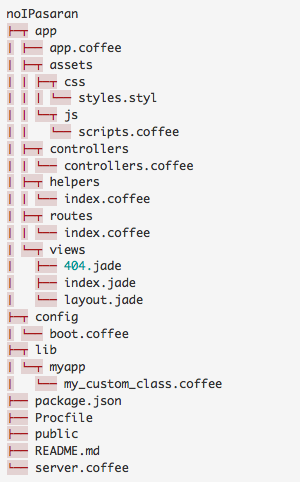 noIPasaran
├─┬ app
│ ├── app.coffee
│ ├─┬ assets
│ │ ├─┬ css
│ │ │ └── styles.styl
│ │ └─┬ js
│ │   └── scripts.coffee
│ ├─┬ controllers
│ │ └── controllers.coffee
│ ├─┬ helpers
│ │ └── index.coffee
│ ├─┬ routes
│ │ └── index.coffee
│ └─┬ views
│   ├── 404.jade
│   ├── index.jade
│   └── layout.jade
├─┬ config
│ └── boot.coffee
├─┬ lib
│ └─┬ myapp
│   └── my_custom_class.coffee
├── package.json
├── Procfile
├── public
├── README.md
└── server.coffee